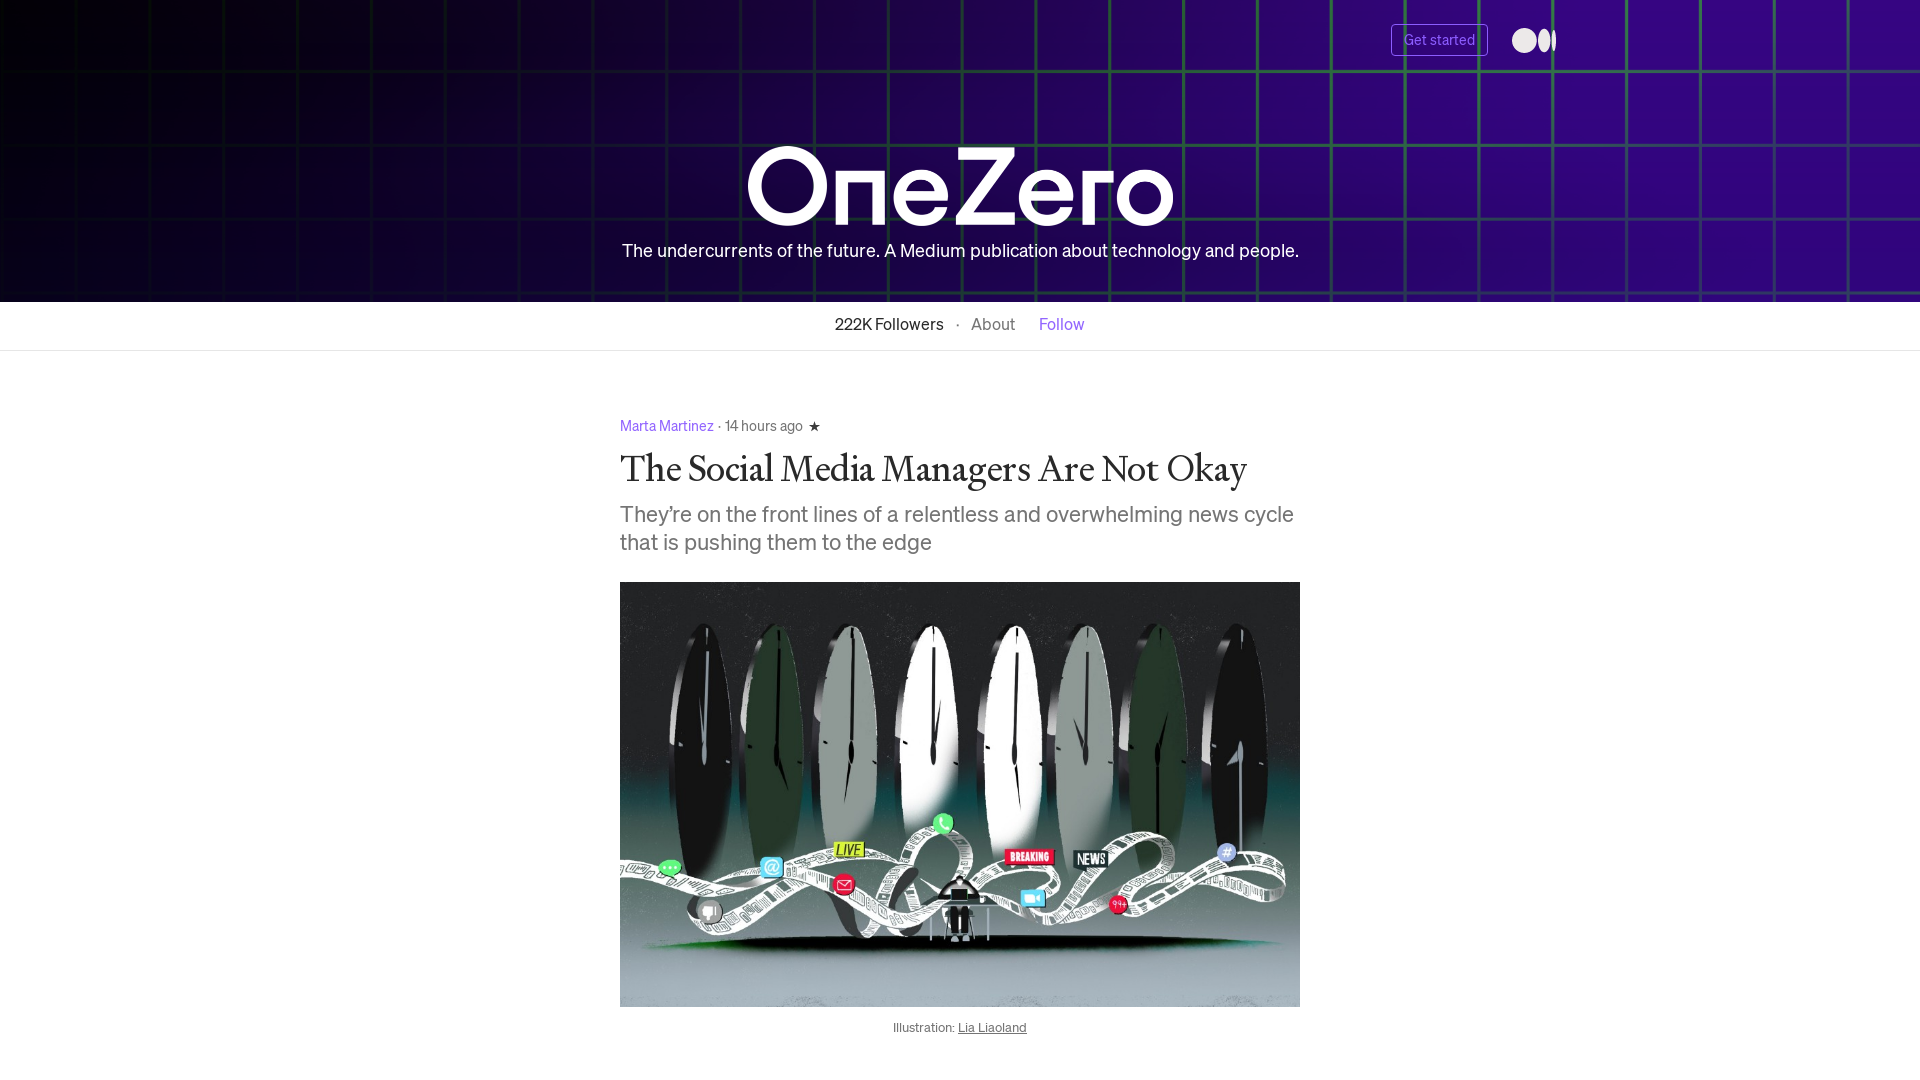 Get started
OneZero
The undercurrents of the future. A Medium publication about technology and people.
222K Followers · About Follow
Marta Martinez · 14 hours ago ★
The Social Media Managers Are Not Okay
They’re on the front lines of a relentless and overwhelming news cycle
that is pushing them to the edge
LIVE
BREAKING
NEWS
@
#
99+
Illustration: Lia Liaoland